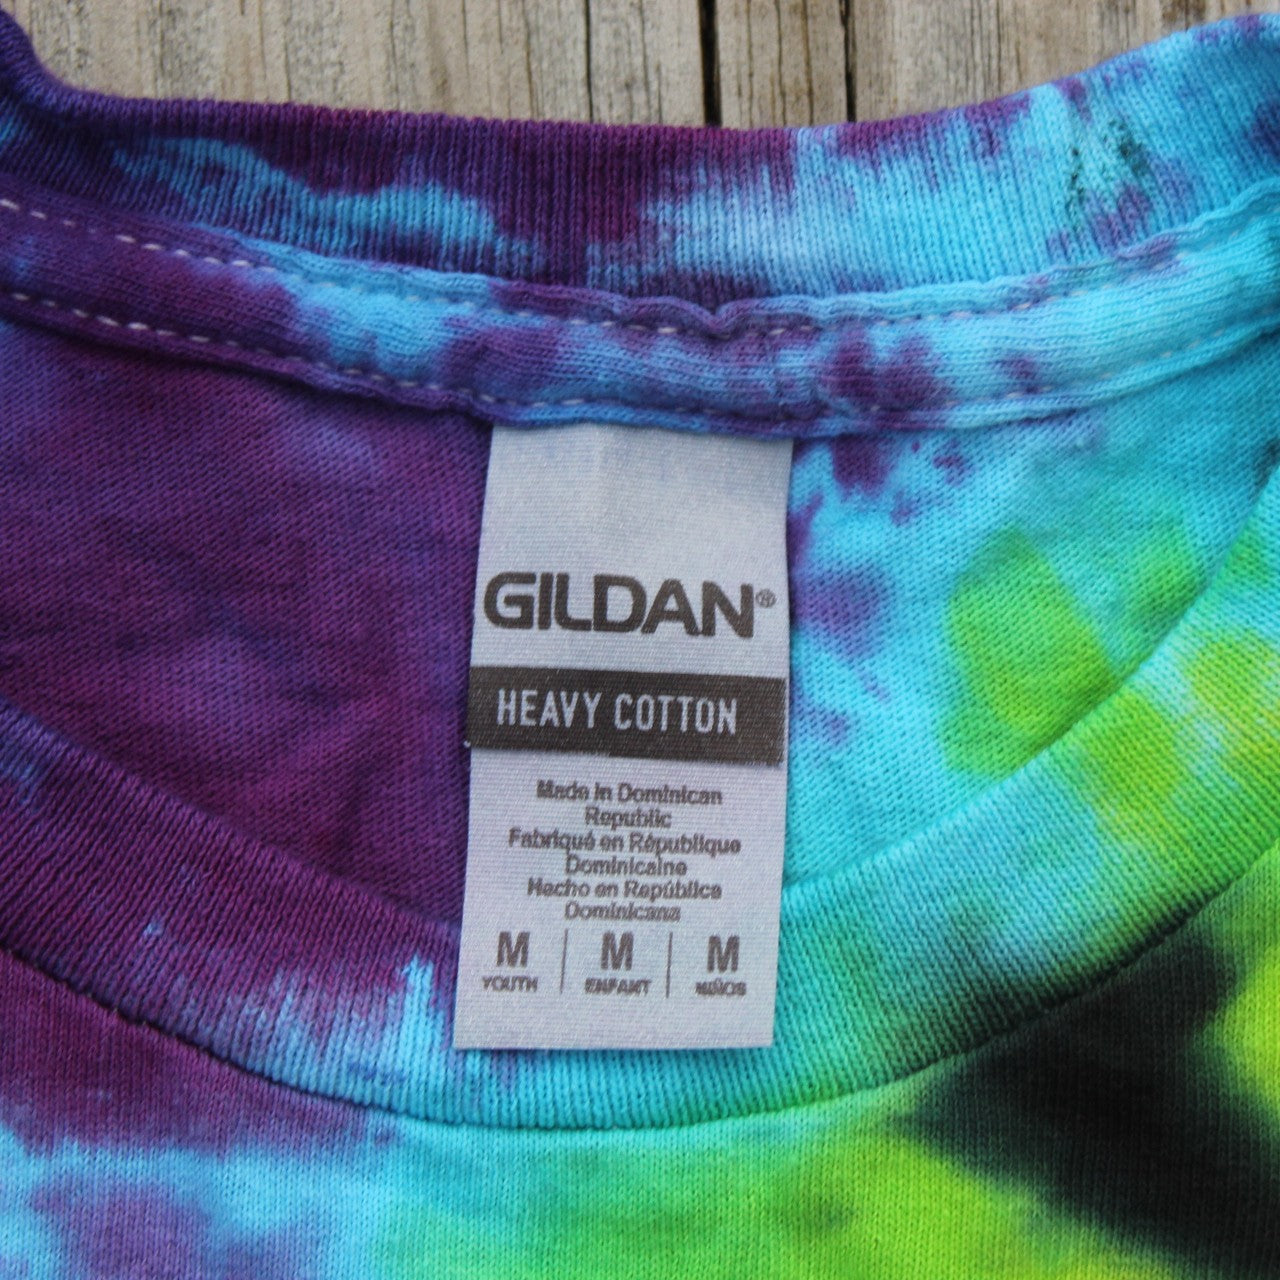 GILDAN®
HEAVY COTTON
Made in Dominican
Republic
Fabriqué en République
Dominicaine
Hecho en República
Dominicana
M M M
YOUTH ENFANT NIÑOS